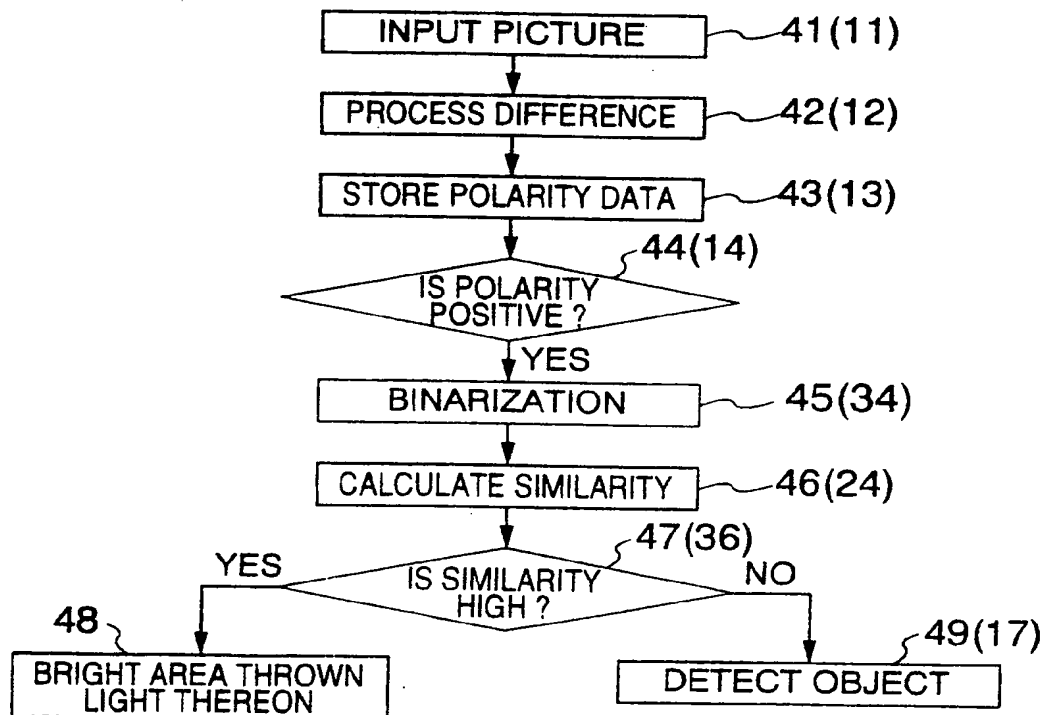 INPUT PICTURE
41(11)
PROCESS DIFFERENCE
42(12)
STORE POLARITY DATA
43(13)
44(14)
IS POLARITY
POSITIVE ?
YES
BINARIZATION
45(34)
CALCULATE SIMILARITY
46(24)
47(36)
YES
IS SIMILARITY
HIGH ?
NO
48
BRIGHT AREA THROWN
LIGHT THEREON
49(17)
DETECT OBJECT